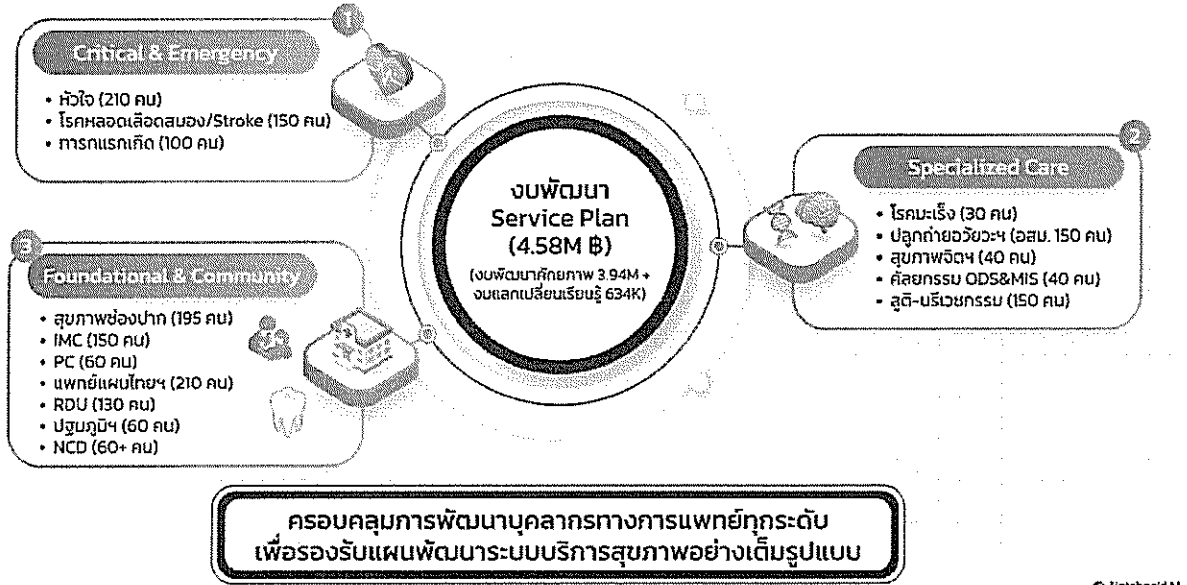 1
Critical & Emergency
• หัวใจ (210 คน)
• โรคหลอดเลือดสมอง/Stroke (150 คน)
• ทารกแรกเกิด (100 คน)
งบพัฒนา
Service Plan
(4.58M ฿)
(งบพัฒนาศักยภาพ 3.94M +
งบแลกเปลี่ยนเรียนรู้ 634K)
2
Specialized Care
• โรคมะเร็ง (30 คน)
• ปลูกถ่ายอวัยวะฯ (อสม. 150 คน)
• สุขภาพจิตฯ (40 คน)
• ศัลยกรรม ODS&MIS (40 คน)
• สูติ-นรีเวชกรรม (150 คน)
3
Foundational & Community
• สุขภาพช่องปาก (195 คน)
• IMC (150 คน)
• PC (60 คน)
• แพทย์แผนไทยฯ (210 คน)
• RDU (130 คน)
• ปฐมภูมิฯ (60 คน)
• NCD (60+ คน)
ครอบคลุมการพัฒนาบุคลากรทางการแพทย์ทุกระดับ
เพื่อรองรับแผนพัฒนาระบบบริการสุขภาพอย่างเต็มรูปแบบ